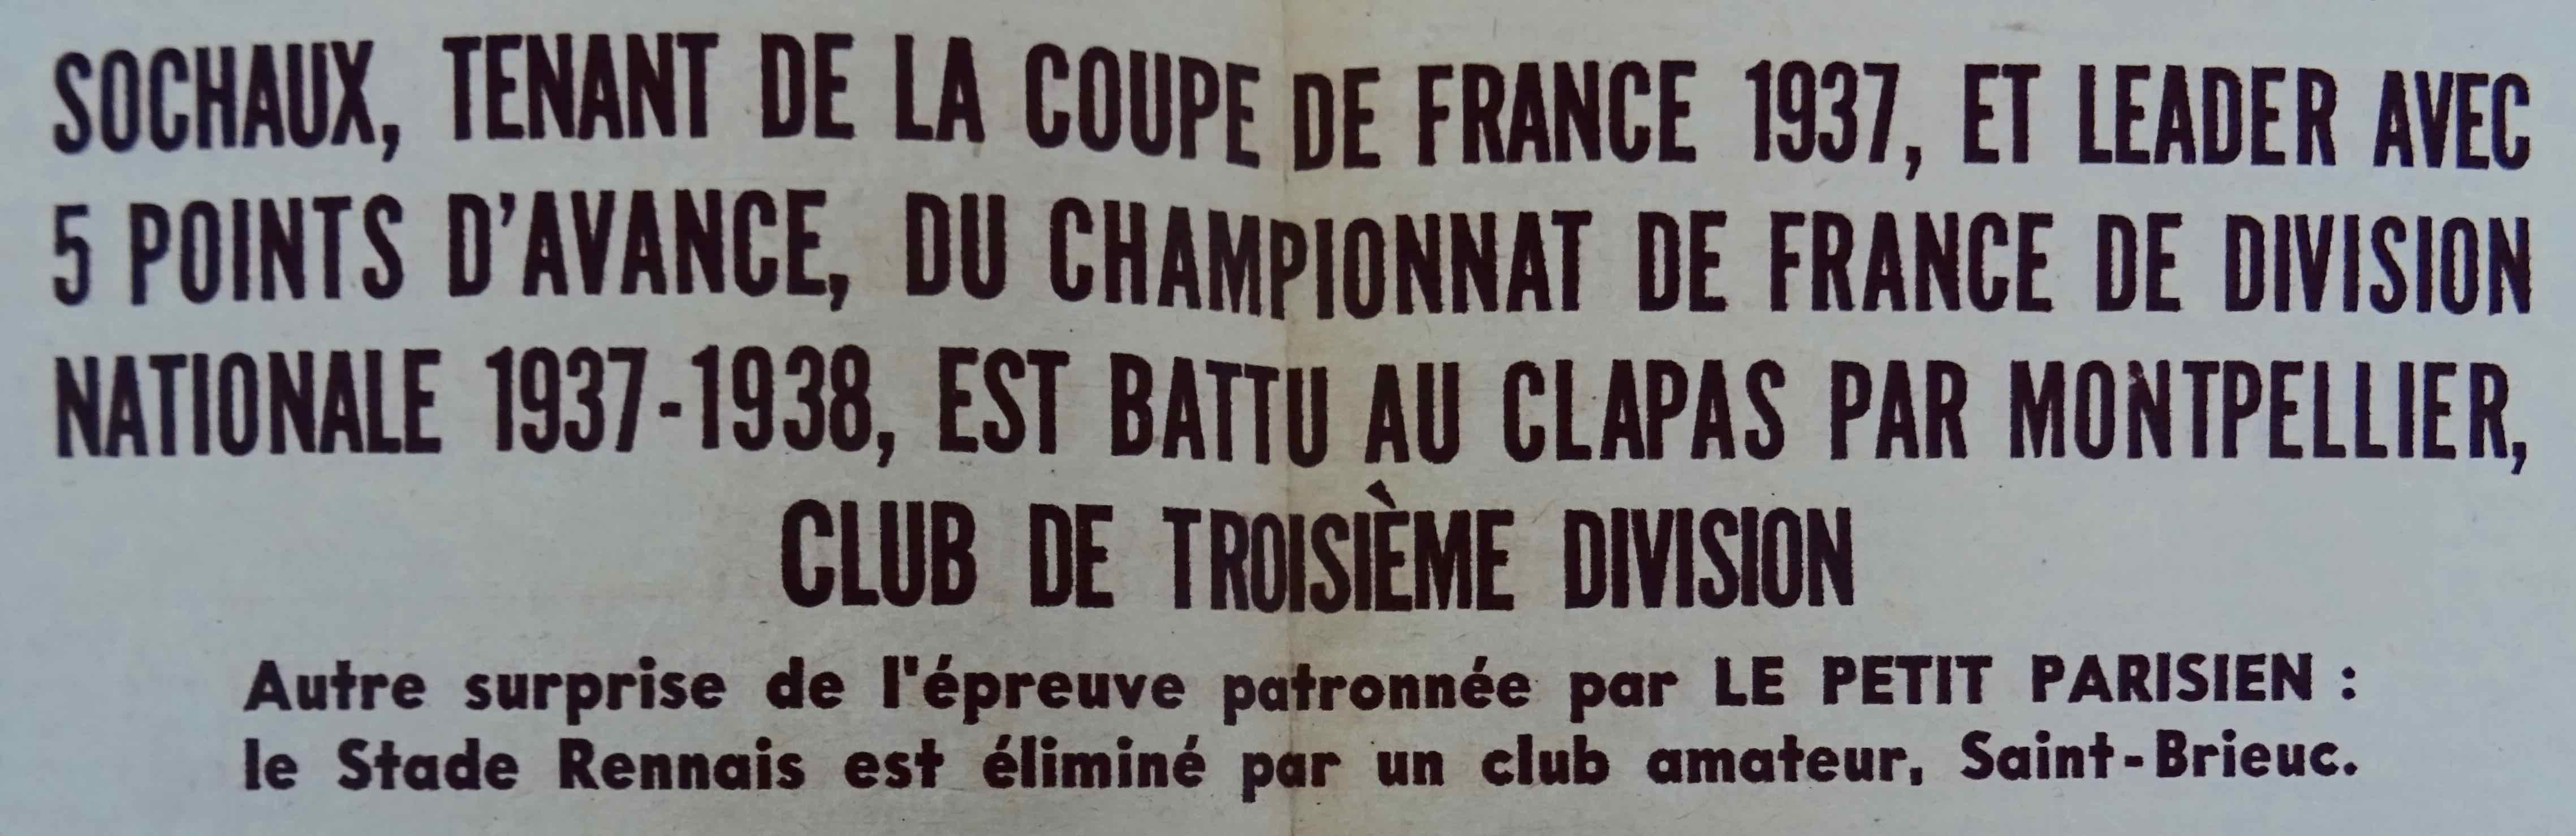 SOCHAUX, TENANT DE LA COUPE DE FRANCE 1937, ET LEADER AVEC
5 POINTS D'AVANCE, DU CHAMPIONNAT DE FRANCE DE DIVISION
NATIONALE 1937-1938, EST BATTU AU CLAPAS PAR MONTPELLIER,
CLUB DE TROISIÈME DIVISION
Autre surprise de l'épreuve patronnée par LE PETIT PARISIEN :
le Stade Rennais est éliminé par un club amateur, Saint-Brieuc.